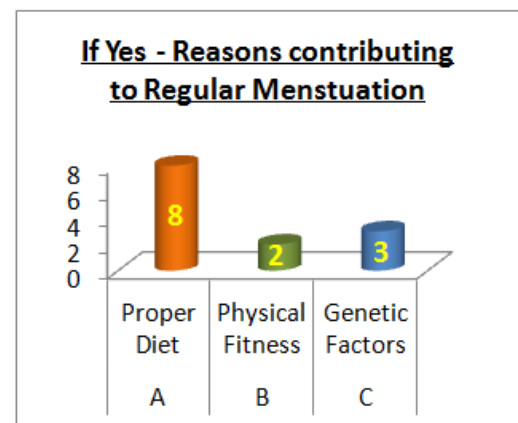 If Yes - Reasons contributing
to Regular Menstuation
8
6
4
2
0
8
2
3
Proper Diet
Physical Fitness
Genetic Factors
A
B
C